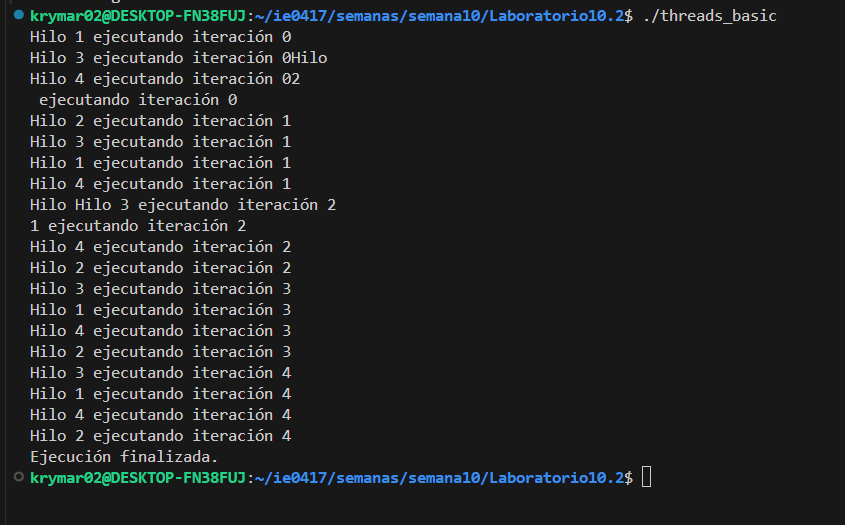 krymar02@DESKTOP-FN38FUJ:~/ie0417/semanas/semana10/Laboratorio10.2$ ./threads_basic
Hilo 1 ejecutando iteración 0
Hilo 3 ejecutando iteración 0Hilo
Hilo 4 ejecutando iteración 02
 ejecutando iteración 0
Hilo 2 ejecutando iteración 1
Hilo 3 ejecutando iteración 1
Hilo 1 ejecutando iteración 1
Hilo 4 ejecutando iteración 1
Hilo Hilo 3 ejecutando iteración 2
1 ejecutando iteración 2
Hilo 4 ejecutando iteración 2
Hilo 2 ejecutando iteración 2
Hilo 3 ejecutando iteración 3
Hilo 1 ejecutando iteración 3
Hilo 4 ejecutando iteración 3
Hilo 2 ejecutando iteración 3
Hilo 3 ejecutando iteración 4
Hilo 1 ejecutando iteración 4
Hilo 4 ejecutando iteración 4
Hilo 2 ejecutando iteración 4
Ejecución finalizada.
krymar02@DESKTOP-FN38FUJ:~/ie0417/semanas/semana10/Laboratorio10.2$